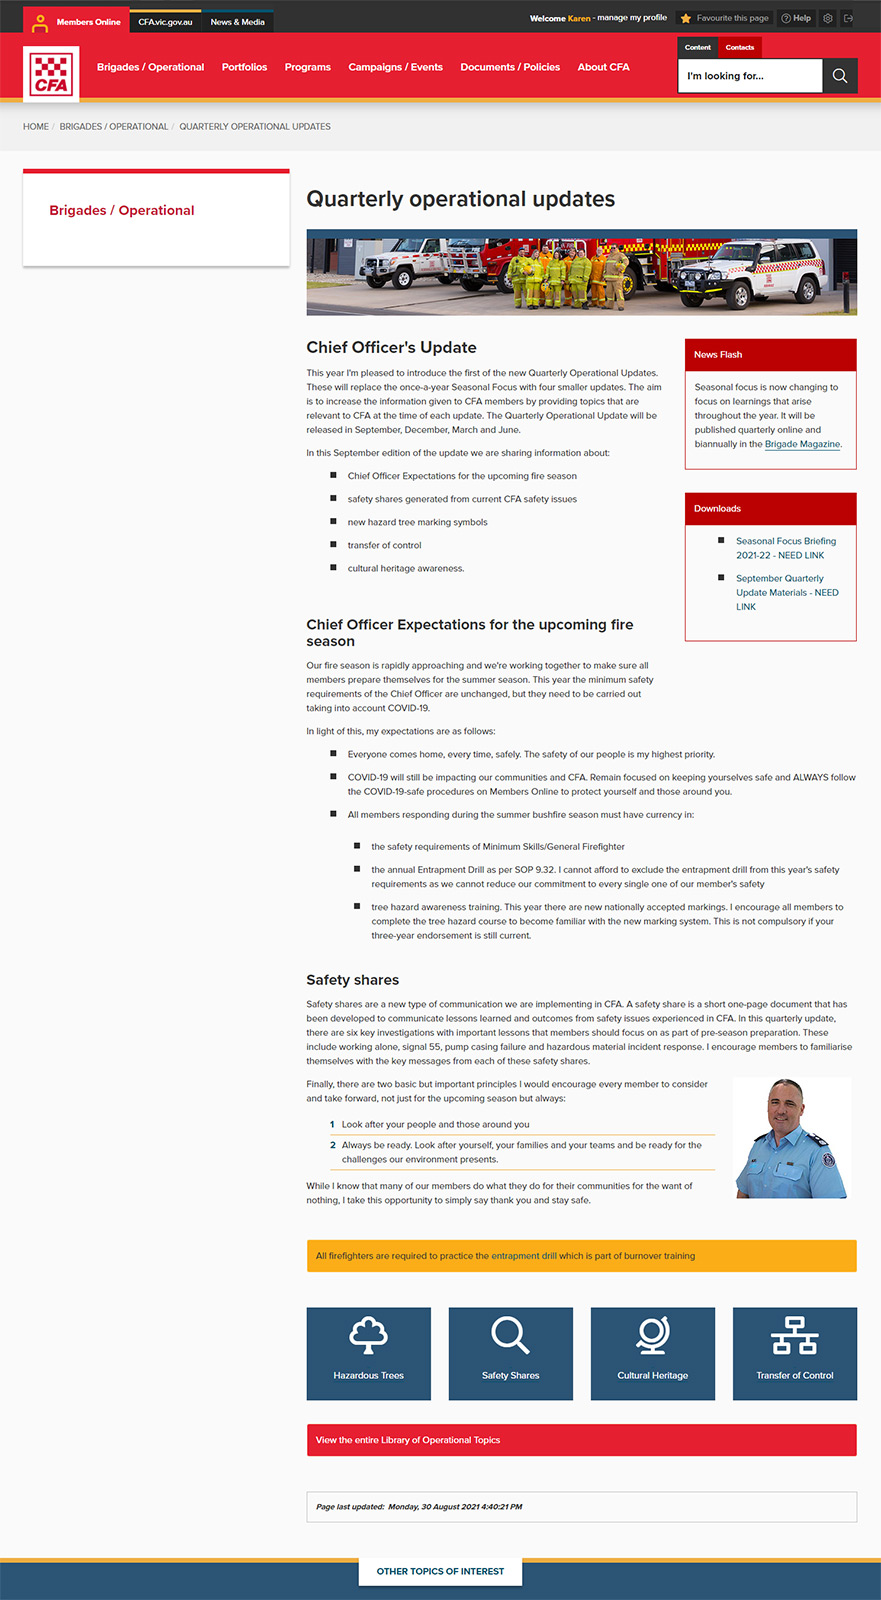 Members Online
CFA.vic.gov.au
News & Media
Welcome Karen - manage my profile
Favourite this page
Help
CFA
Brigades / Operational
Portfolios
Programs
Campaigns / Events
Documents / Policies
About CFA
Content
Contacts
I'm looking for...
HOME / BRIGADES / OPERATIONAL / QUARTERLY OPERATIONAL UPDATES
Brigades / Operational
Quarterly operational updates
Chief Officer's Update
This year I'm pleased to introduce the first of the new Quarterly Operational Updates.
These will replace the once-a-year Seasonal Focus with four smaller updates. The aim
is to increase the information given to CFA members by providing topics that are
relevant to CFA at the time of each update. The Quarterly Operational Update will be
released in September, December, March and June.
In this September edition of the update we are sharing information about:
Chief Officer Expectations for the upcoming fire season
safety shares generated from current CFA safety issues
new hazard tree marking symbols
transfer of control
cultural heritage awareness.
News Flash
Seasonal focus is now changing to
focus on learnings that arise
throughout the year. It will be
published quarterly online and
biannually in the Brigade Magazine.
Downloads
Seasonal Focus Briefing
2021-22 - NEED LINK
September Quarterly
Update Materials - NEED
LINK
Chief Officer Expectations for the upcoming fire
season
Our fire season is rapidly approaching and we're working together to make sure all
members prepare themselves for the summer season. This year the minimum safety
requirements of the Chief Officer are unchanged, but they need to be carried out
taking into account COVID-19.
In light of this, my expectations are as follows:
Everyone comes home, every time, safely. The safety of our people is my highest priority.
COVID-19 will still be impacting our communities and CFA. Remain focused on keeping yourselves safe and ALWAYS follow
the COVID-19-safe procedures on Members Online to protect yourself and those around you.
All members responding during the summer bushfire season must have currency in:
the safety requirements of Minimum Skills/General Firefighter
the annual Entrapment Drill as per SOP 9.32. I cannot afford to exclude the entrapment drill from this year's safety
requirements as we cannot reduce our commitment to every single one of our member's safety
tree hazard awareness training. This year there are new nationally accepted markings. I encourage all members to
complete the tree hazard course to become familiar with the new marking system. This is not compulsory if your
three-year endorsement is still current.
Safety shares
Safety shares are a new type of communication we are implementing in CFA. A safety share is a short one-page document that has
been developed to communicate lessons learned and outcomes from safety issues experienced in CFA. In this quarterly update,
there are six key investigations with important lessons that members should focus on as part of pre-season preparation. These
include working alone, signal 55, pump casing failure and hazardous material incident response. I encourage members to familiarise
themselves with the key messages from each of these safety shares.
Finally, there are two basic but important principles I would encourage every member to consider
and take forward, not just for the upcoming season but always:
1 Look after your people and those around you
2 Always be ready. Look after yourself, your families and your teams and be ready for the
challenges our environment presents.
While I know that many of our members do what they do for their communities for the want of
nothing, I take this opportunity to simply say thank you and stay safe.
All firefighters are required to practice the entrapment drill which is part of burnover training
Hazardous Trees
Safety Shares
Cultural Heritage
Transfer of Control
View the entire Library of Operational Topics
Page last updated: Monday, 30 August 2021 4:40:21 PM
OTHER TOPICS OF INTEREST